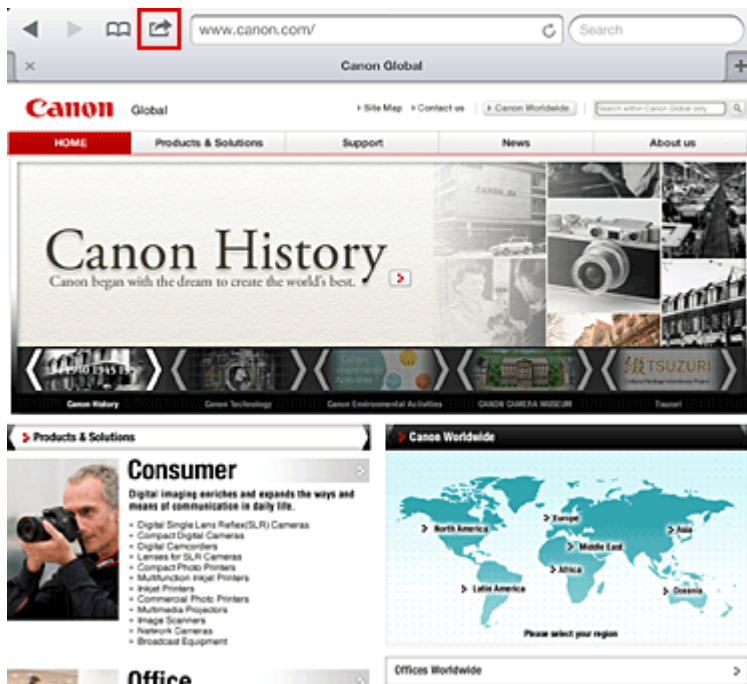 www.canon.com/
Search
Canon Global
Canon Global
Site Map Contact us Canon Worldwide Search within Canon Global only
HOME Products & Solutions Support News About us
Canon History
Canon began with the dream to create the world's best.
TSUZURI
Canon History Canon Technology Canon Environmental Activities CANON CAMERA MUSEUM Tsuzuri
Products & Solutions
Consumer
Digital imaging enriches and expands the ways and
means of communication in daily life.
Digital Single Lens Reflex(SLR) Cameras
Compact Digital Cameras
Digital Camcorders
Lenses for SLR Cameras
Compact Photo Printers
Multifunction Inkjet Printers
Inkjet Printers
Commercial Photo Printers
Multimedia Projectors
Image Scanners
Network Cameras
Broadcast Equipment
Office
Canon Worldwide
North America
Europe
Asia
Middle East
Africa
Latin America
Oceania
Please select your region
Offices Worldwide